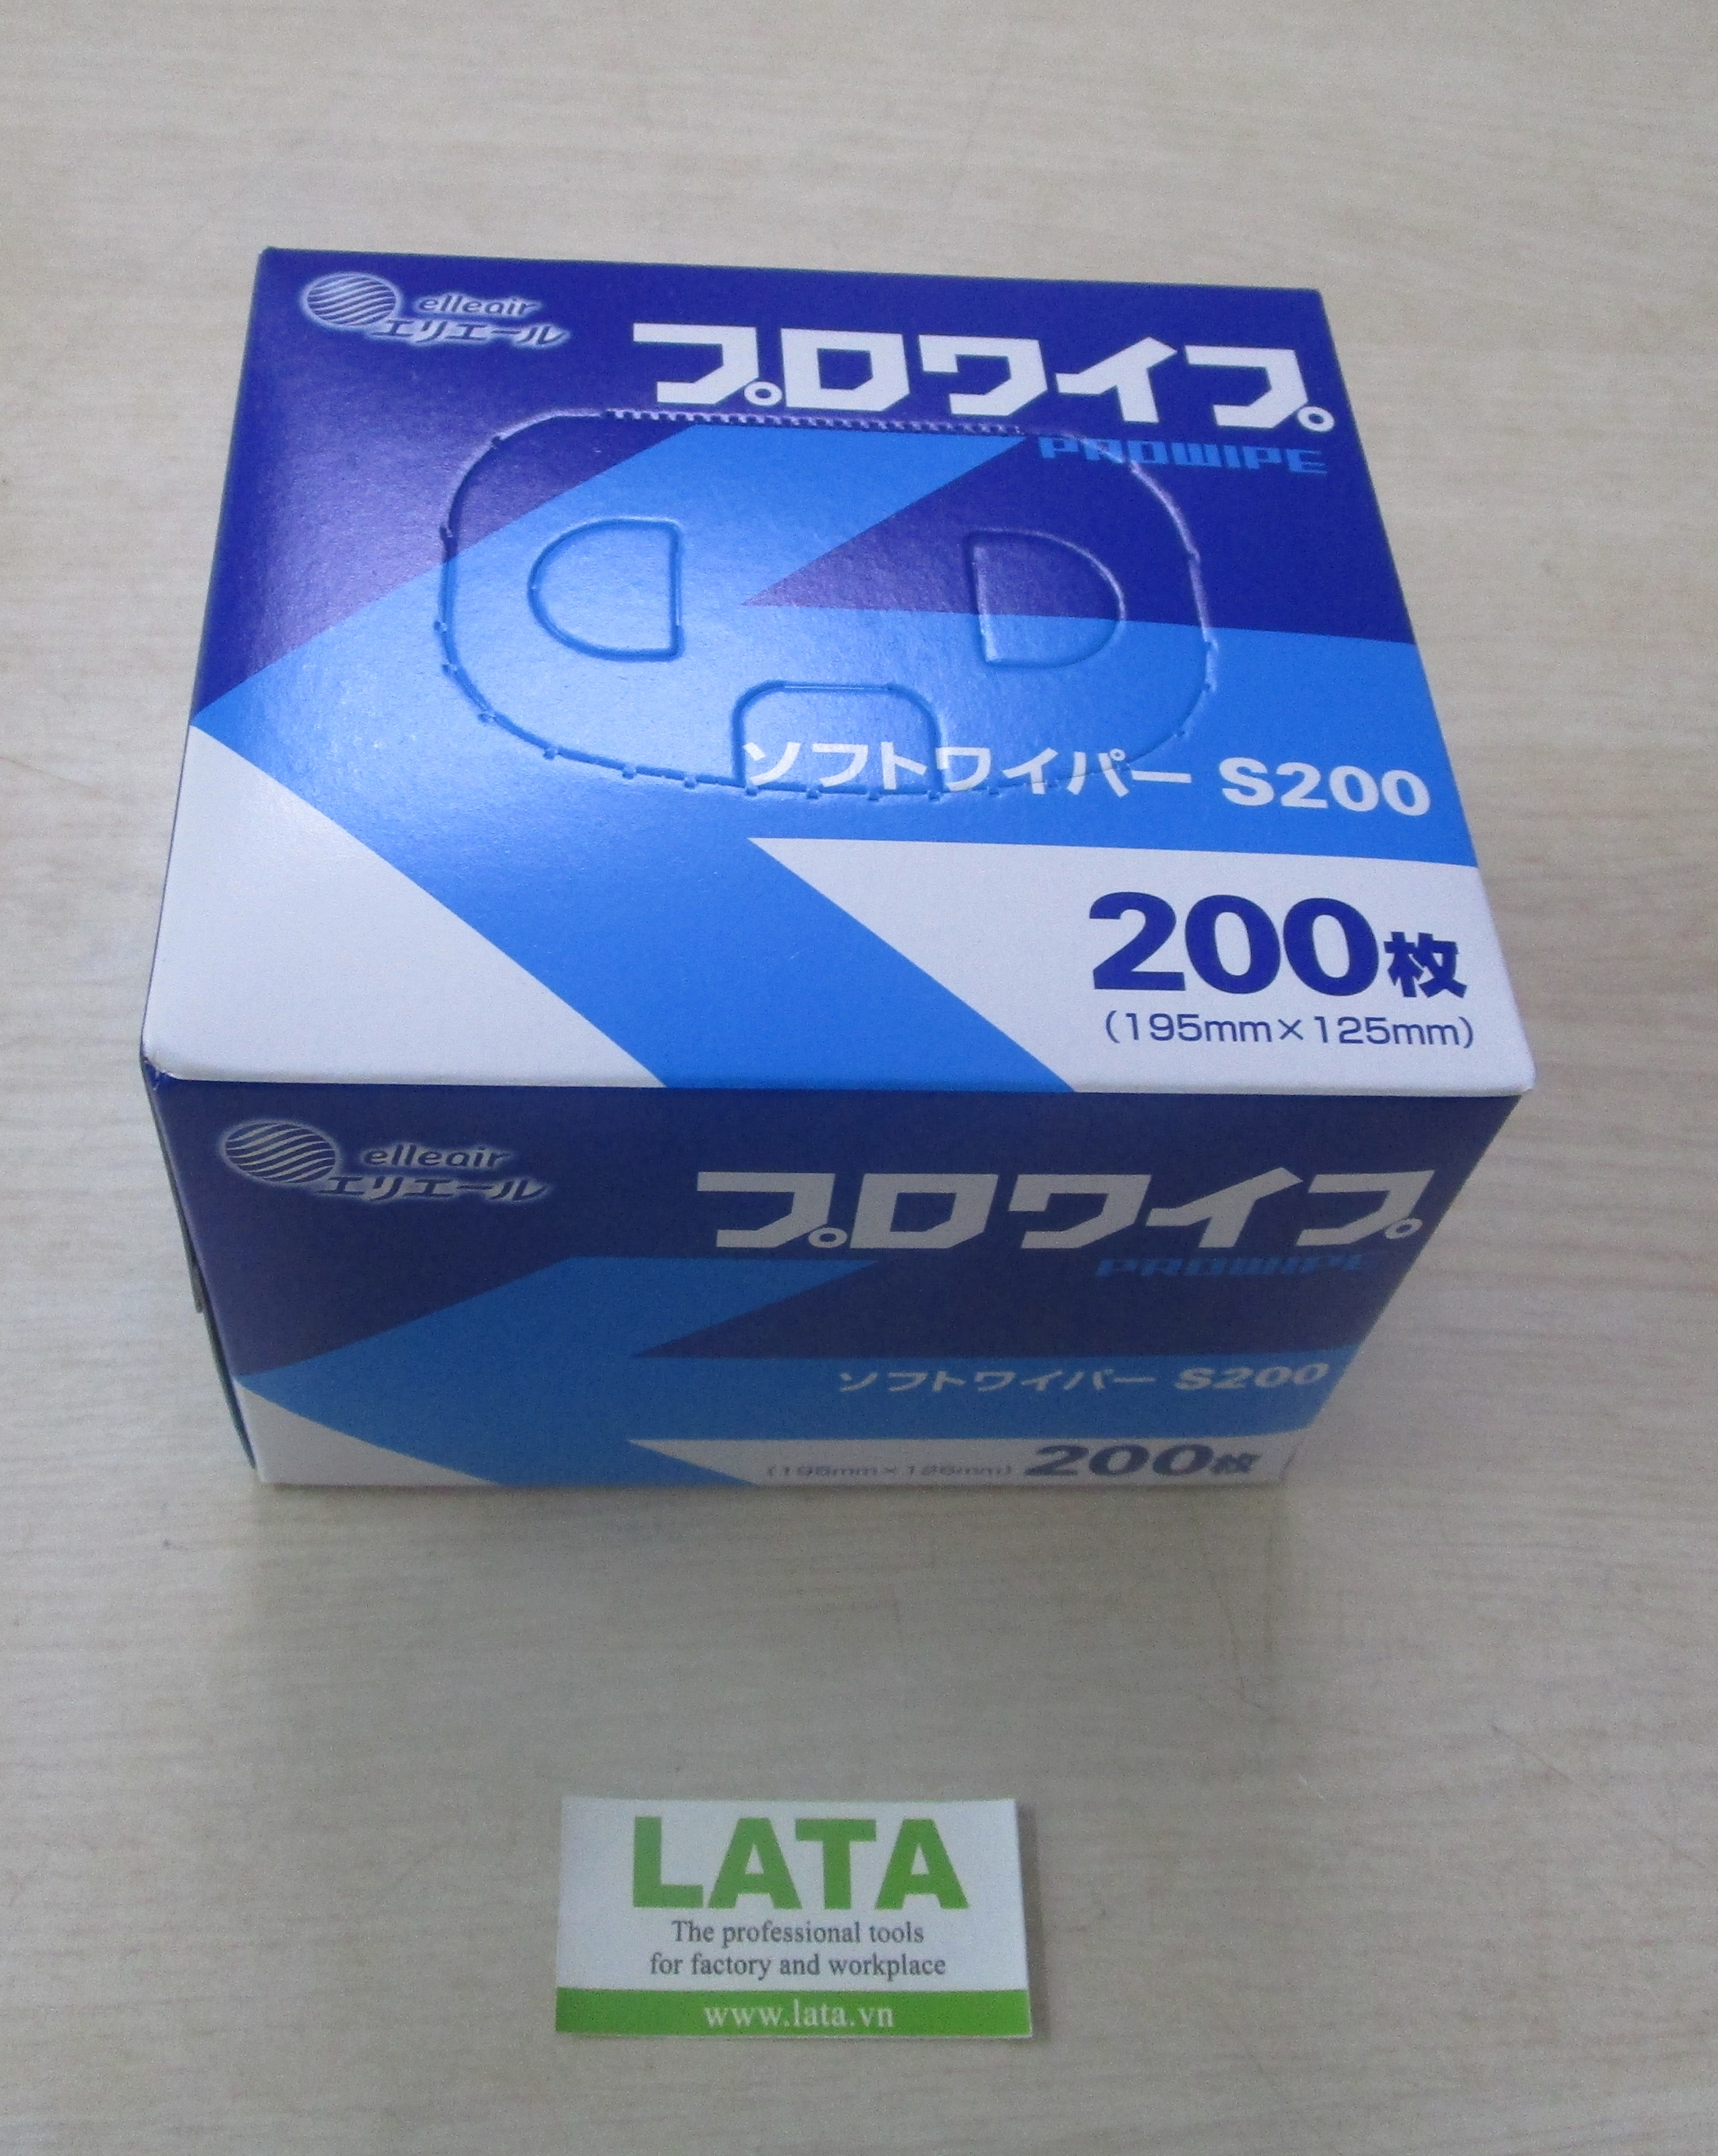 elleair
エリエール
プロワイプ
PROWIPE
ソフトワイパー S200
200枚
(195mm×125mm)
elleair
エリエール
プロワイプ
PROWIPE
ソフトワイパー S200
(195mm×125mm) 200枚
LATA
The professional tools
for factory and workplace
www.lata.vn